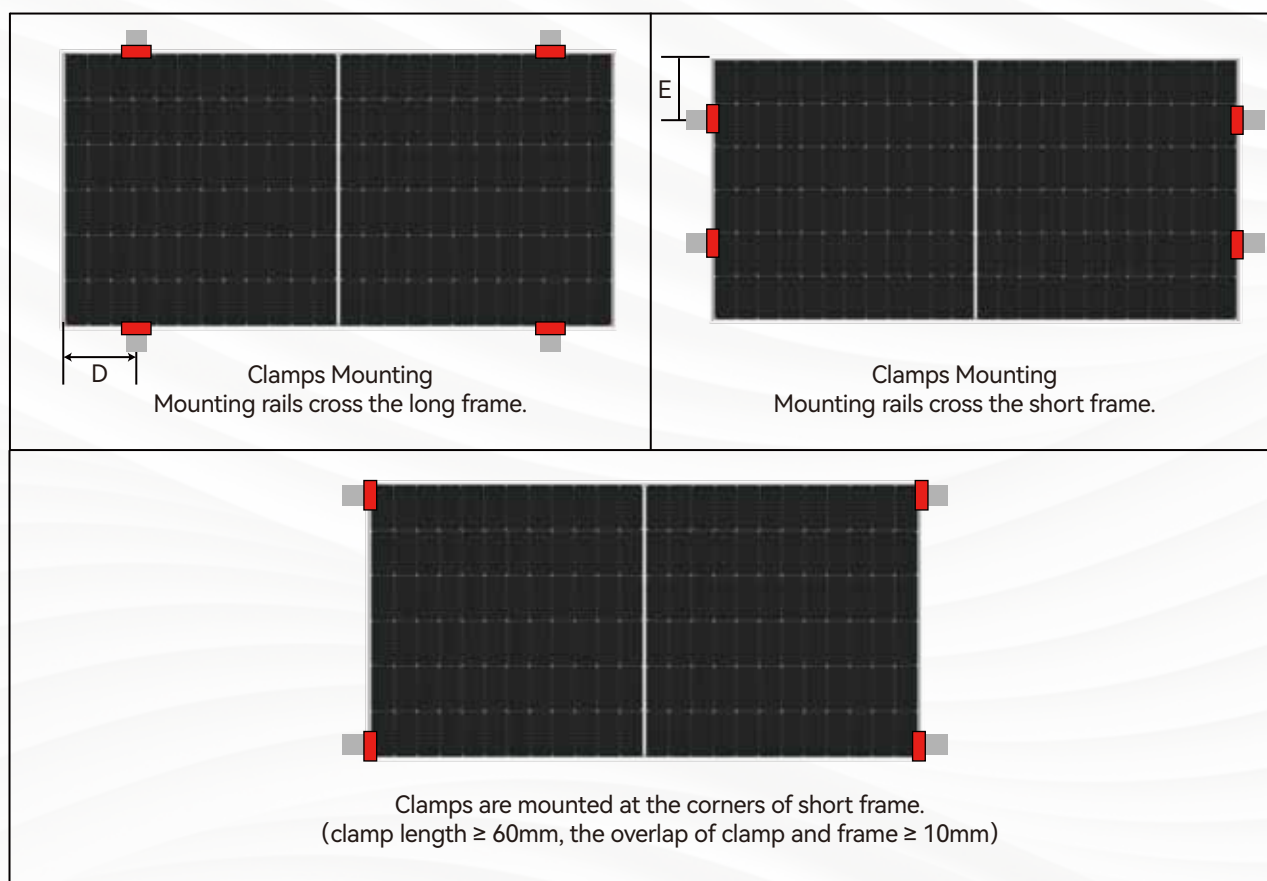 E
D
Clamps Mounting
Mounting rails cross the long frame.
Clamps Mounting
Mounting rails cross the short frame.
Clamps are mounted at the corners of short frame.
(clamp length ≥ 60mm, the overlap of clamp and frame ≥ 10mm)